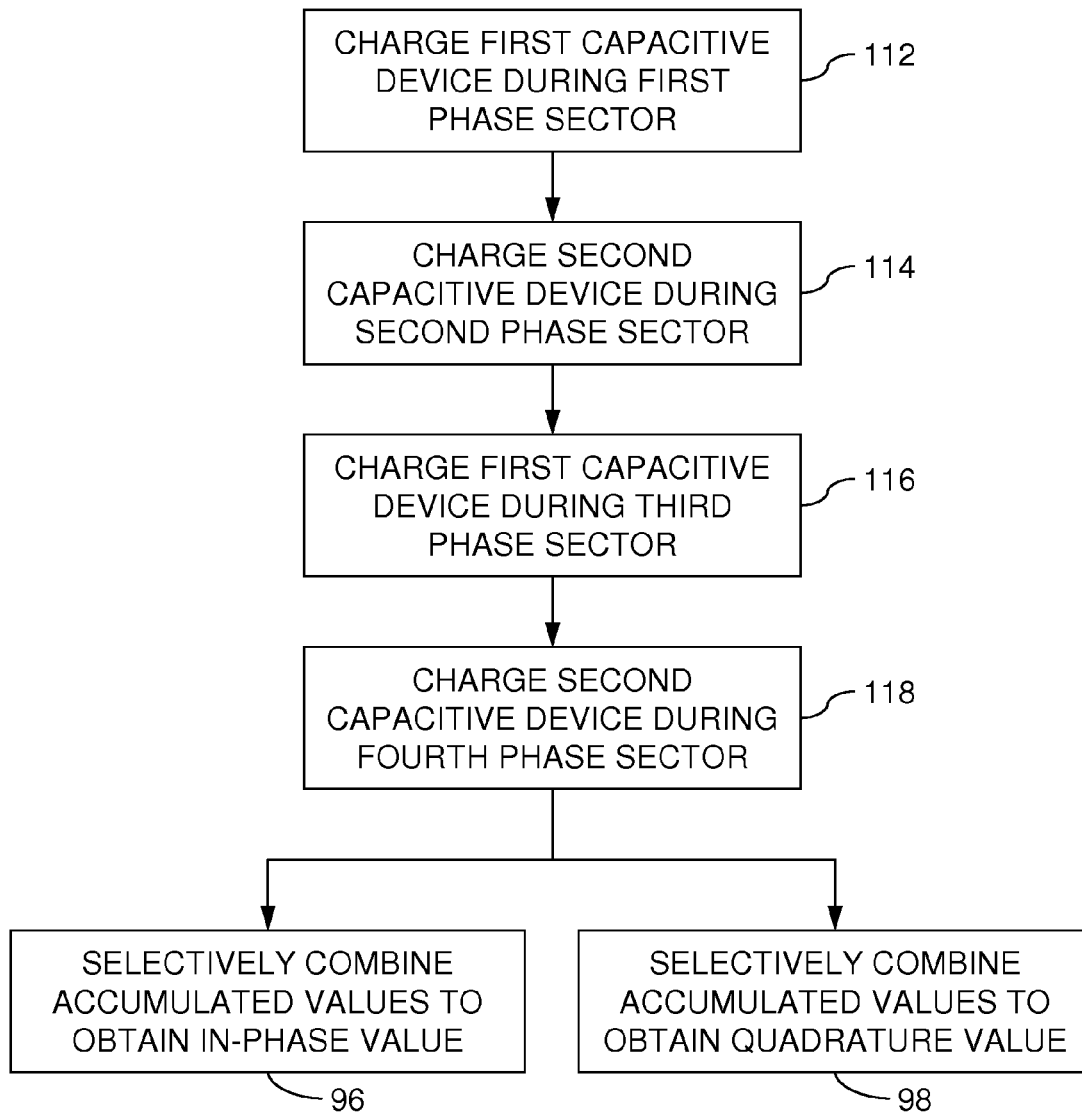 CHARGE FIRST CAPACITIVE
DEVICE DURING FIRST
PHASE SECTOR
112
CHARGE SECOND
CAPACITIVE DEVICE DURING
SECOND PHASE SECTOR
114
CHARGE FIRST CAPACITIVE
DEVICE DURING THIRD
PHASE SECTOR
116
CHARGE SECOND
CAPACITIVE DEVICE DURING
FOURTH PHASE SECTOR
118
SELECTIVELY COMBINE
ACCUMULATED VALUES TO
OBTAIN IN-PHASE VALUE
96
SELECTIVELY COMBINE
ACCUMULATED VALUES TO
OBTAIN QUADRATURE VALUE
98